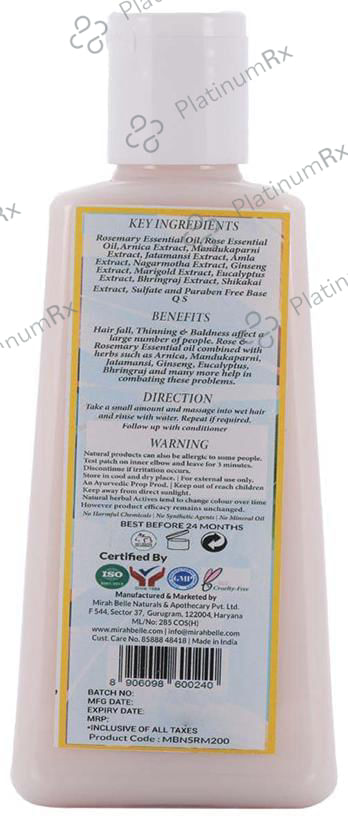 PlatinumRx
PlatinumRx
PlatinumRx
KEY INGREDIENTS
Rosemary Essential Oil, Rose Essential
Oil,Arnica Extract, Mandukaparni
Extract, Jatamansi Extract, Amla
Extract, Nagarmotha Extract, Ginseng
Extract, Marigold Extract, Eucalyptus
Extract, Bhringraj Extract, Shikakai
Extract, Sulfate and Paraben Free Base
Q S
BENEFITS
Hair fall, Thinning & Baldness affect a
large number of people. Rose &
Rosemary Essential oil combined with
herbs such as Arnica, Mandukaparni,
Jatamansi, Ginseng, Eucalyptus,
Bhringraj and many more help in
combating these problems.
DIRECTION
Take a small amount and massage into wet hair
and rinse with water. Repeat if required.
Follow up with conditioner
WARNING
Natural products can also be allergic to some people.
Test patch on inner elbow and leave for 3 minutes.
Discontinue if irritation occurs.
Store in cool and dry place. | For external use only.
An Ayurvedic Prop Prod. | Keep out of reach children
Keep away from direct sunlight.
Natural herbal Actives tend to change colour over time
However product efficacy remains unchanged.
No Harmful Chemicals | No Synthetic Agents | No Mineral Oil
BEST BEFORE 24 MONTHS
Certified By
ISO
GMP
Cruelty-Free
Manufactured & Marketed by
Mirah Belle Naturals & Apothecary Pvt. Ltd.
F 544, Sector 37, Gurugram, 122004, Haryana
ML/No: 285 COS(H)
www.mirahbelle.com | info@mirahbelle.com
Cust. Care No. 85888 48418 | Made in India
8 906098 600240
BATCH NO:
MFG DATE:
EXPIRY DATE:
MRP:
•INCLUSIVE OF ALL TAXES
Product Code : MBNSRM200